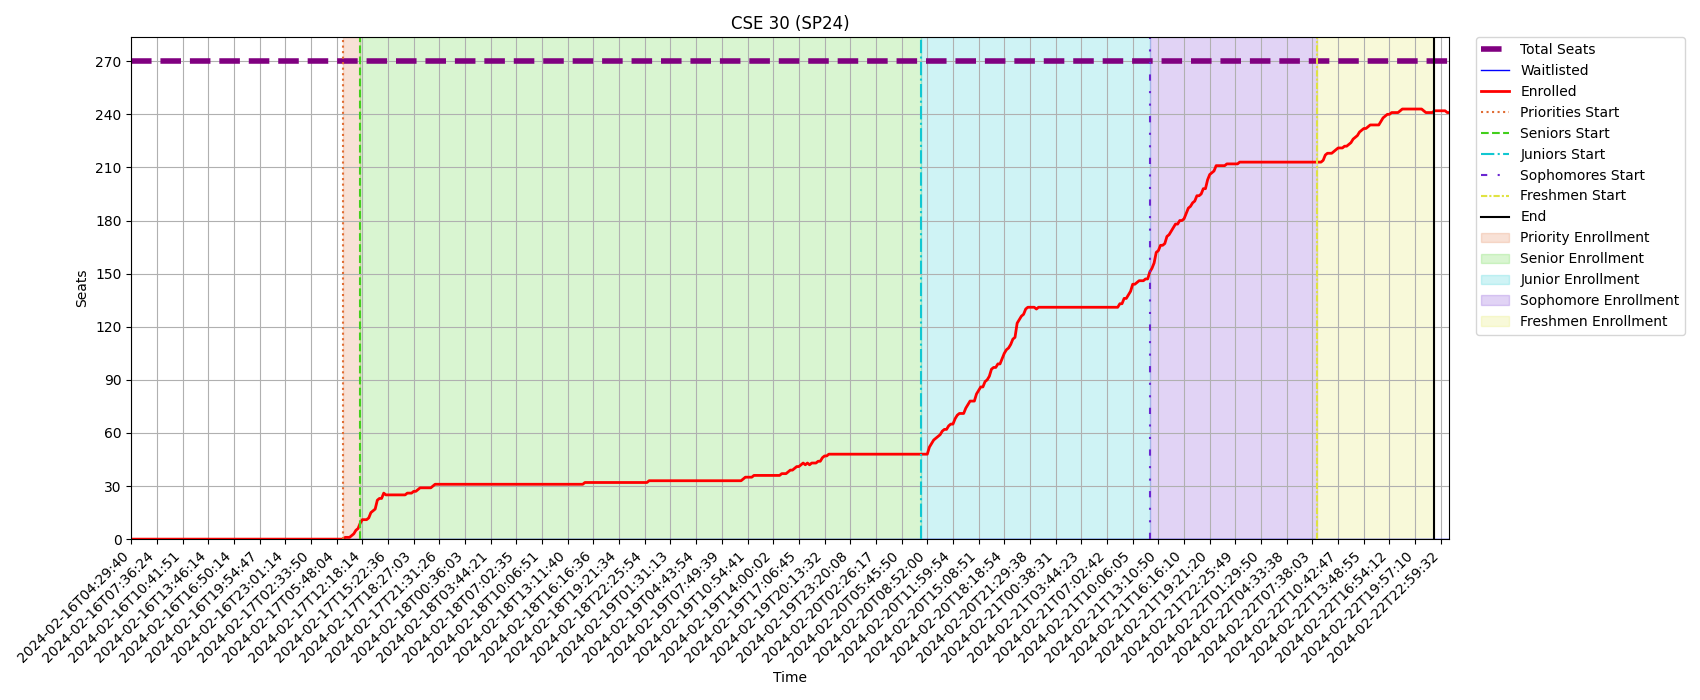 CSE 30 (SP24)
Seats
270
240
210
180
150
120
90
60
30
0
2024-02-16T04:29:40
2024-02-16T07:36:24
2024-02-16T10:41:51
2024-02-16T13:46:14
2024-02-16T16:50:14
2024-02-16T19:54:47
2024-02-16T23:01:14
2024-02-17T02:33:50
2024-02-17T05:48:04
2024-02-17T12:18:14
2024-02-17T15:22:36
2024-02-17T18:27:03
2024-02-17T21:31:26
2024-02-18T00:36:03
2024-02-18T03:44:21
2024-02-18T07:02:35
2024-02-18T10:06:51
2024-02-18T13:11:40
2024-02-18T16:16:36
2024-02-18T19:21:34
2024-02-18T22:25:54
2024-02-19T01:31:13
2024-02-19T04:43:54
2024-02-19T07:49:39
2024-02-19T10:54:41
2024-02-19T14:00:02
2024-02-19T17:06:45
2024-02-19T20:13:32
2024-02-19T23:20:08
2024-02-20T02:26:17
2024-02-20T05:45:50
2024-02-20T08:52:00
2024-02-20T11:59:54
2024-02-20T15:08:51
2024-02-20T18:18:54
2024-02-20T21:29:38
2024-02-21T00:38:31
2024-02-21T03:44:23
2024-02-21T07:02:42
2024-02-21T10:06:05
2024-02-21T13:10:50
2024-02-21T16:16:10
2024-02-21T19:21:20
2024-02-21T22:25:49
2024-02-22T01:29:50
2024-02-22T04:33:38
2024-02-22T07:38:03
2024-02-22T10:42:47
2024-02-22T13:48:55
2024-02-22T16:54:12
2024-02-22T19:57:10
2024-02-22T22:59:32
Time
Total Seats
Waitlisted
Enrolled
Priorities Start
Seniors Start
Juniors Start
Sophomores Start
Freshmen Start
End
Priority Enrollment
Senior Enrollment
Junior Enrollment
Sophomore Enrollment
Freshmen Enrollment